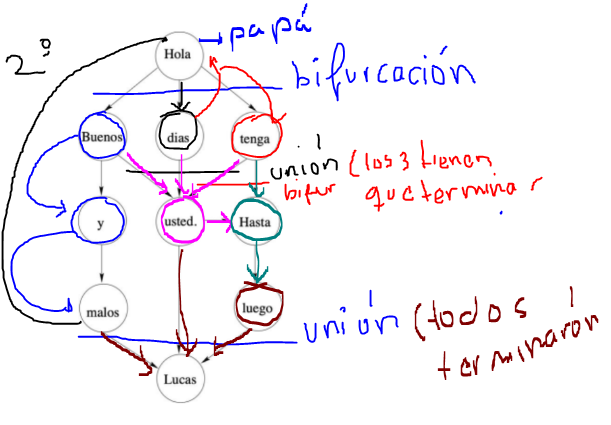 2º
Hola
papá
bifurcación
Buenos
dias
tenga
unión (los 3 tienen
bifur que terminar
y
usted.
Hasta
malos
luego
unión (todos
terminarón
Lucas